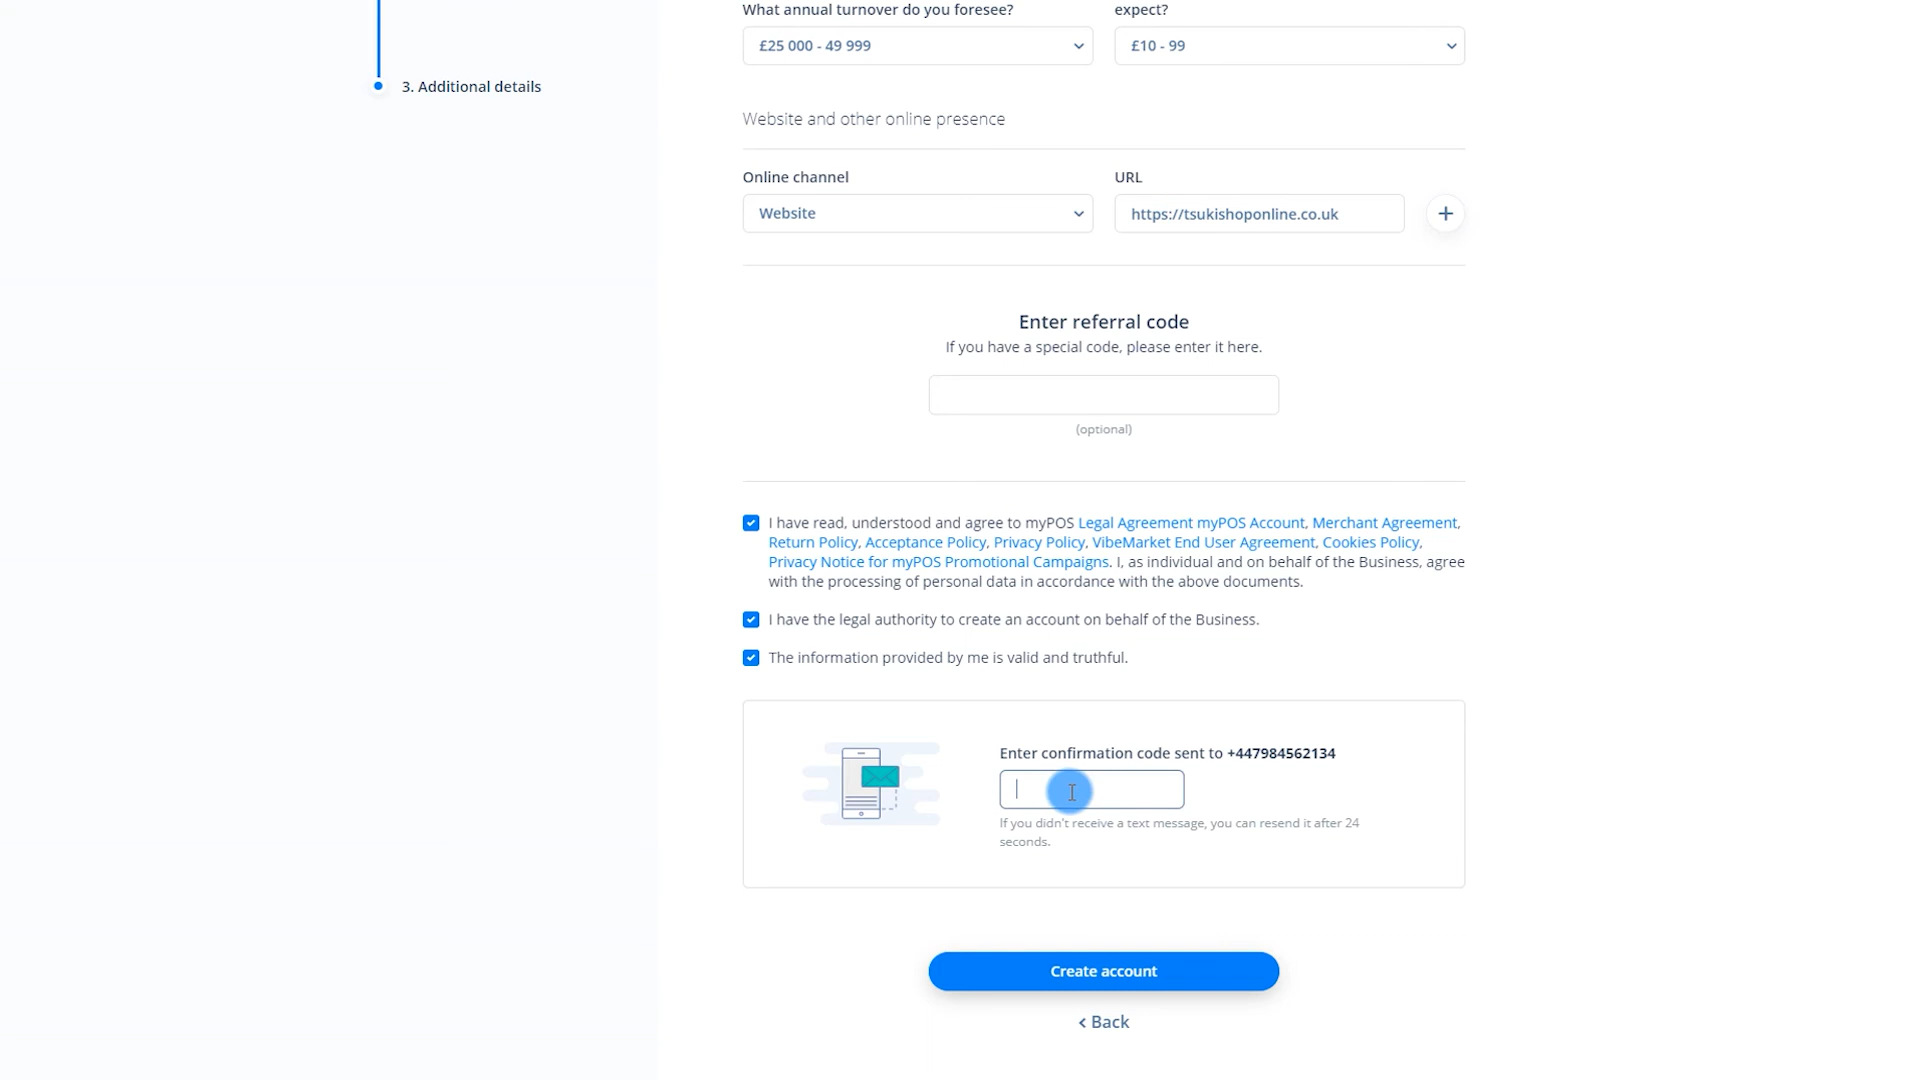 What annual turnover do you foresee?
expect?
£25 000 - 49 999
£10 - 99
3. Additional details
Website and other online presence
Online channel
URL
Website
https://tsukishoponline.co.uk
+
Enter referral code
If you have a special code, please enter it here.
(optional)
I have read, understood and agree to myPOS Legal Agreement myPOS Account, Merchant Agreement,
Return Policy, Acceptance Policy, Privacy Policy, VibeMarket End User Agreement, Cookies Policy,
Privacy Notice for myPOS Promotional Campaigns. I, as individual and on behalf of the Business, agree
with the processing of personal data in accordance with the above documents.
I have the legal authority to create an account on behalf of the Business.
The information provided by me is valid and truthful.
Enter confirmation code sent to +447984562134
If you didn't receive a text message, you can resend it after 24
seconds.
Create account
< Back